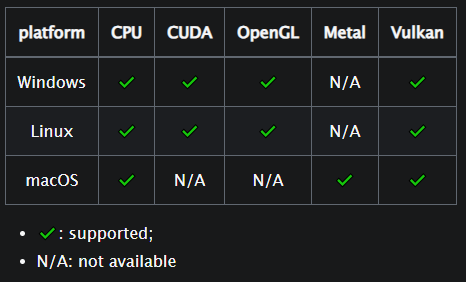 platform CPU CUDA OpenGL Metal Vulkan
Windows ✓ ✓ ✓ N/A ✓
Linux ✓ ✓ ✓ N/A ✓
macOS ✓ N/A N/A ✓ ✓
• ✓: supported;
• N/A: not available